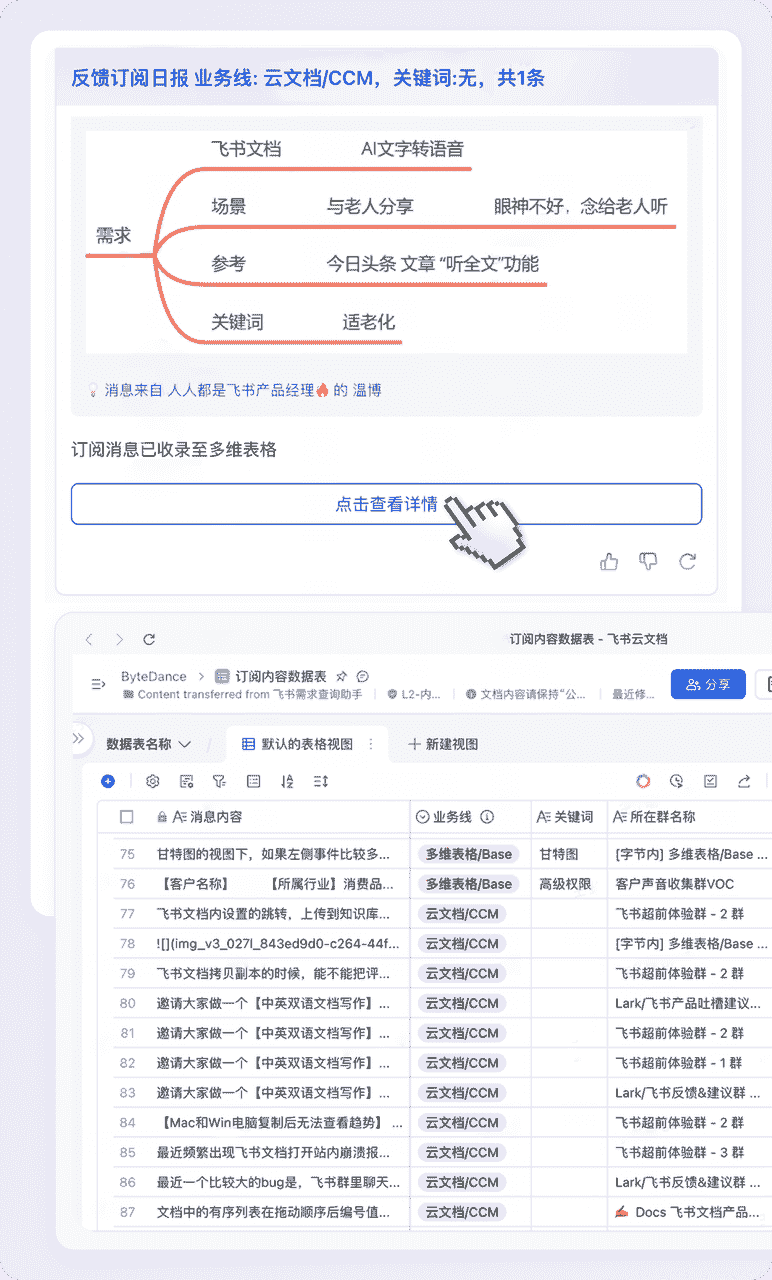 反馈订阅日报 业务线: 云文档/CCM，关键词:无，共1条
飞书文档 AI文字转语音
场景 与老人分享 眼神不好，念给老人听
需求
参考 今日头条 文章 “听全文”功能
关键词 适老化
消息来自 人人都是飞书产品经理🔥 的 温博
订阅消息已收录至多维表格
点击查看详情
订阅内容数据表 - 飞书云文档
ByteDance > 订阅内容数据表
Content transferred from 飞书需求查询助手 L2-内... 文档内容请保持“公... 最近修...
分享
数据表名称 / 默认的表格视图 + 新建视图
消息内容 业务线 关键词 所在群名称
75 甘特图的视图下，如果左侧事件比较多... 多维表格/Base 甘特图 [字节内] 多维表格/Base ...
76 【客户名称】 【所属行业】消费品... 多维表格/Base 高级权限 客户声音收集群VOC
77 飞书文档内设置的跳转，上传到知识库... 云文档/CCM 飞书超前体验群 - 2 群
78 ![](img_v3_027l_843ed9d0-c264-44f... 云文档/CCM [字节内] 多维表格/Base ...
79 飞书文档拷贝副本的时候，能不能把评... 云文档/CCM 飞书超前体验群 - 2 群
80 邀请大家做一个【中英双语文档写作】... 云文档/CCM Lark/飞书产品吐槽建议...
81 邀请大家做一个【中英双语文档写作】... 云文档/CCM 飞书超前体验群 - 2 群
82 邀请大家做一个【中英双语文档写作】... 云文档/CCM 飞书超前体验群 - 1 群
83 邀请大家做一个【中英双语文档写作】... 云文档/CCM Lark/飞书反馈&建议群 ...
84 【Mac和Win电脑复制后无法查看趋势】 ... 云文档/CCM 飞书超前体验群 - 2 群
85 最近频繁出现飞书文档打开站内崩溃报... 云文档/CCM 飞书超前体验群 - 3 群
86 最近一个比较大的bug是，飞书群里聊天... 云文档/CCM Lark/飞书反馈&建议群 ...
87 文档中的有序列表在拖动顺序后编号值... 云文档/CCM ✍️ Docs 飞书文档产品...